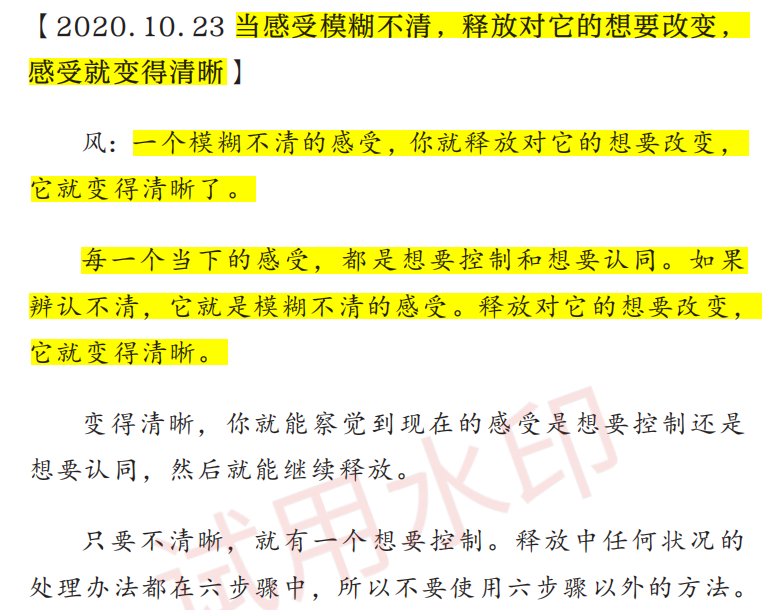 【2020.10.23 当感受模糊不清，释放对它的想要改变，
感受就变得清晰】
风：一个模糊不清的感受，你就释放对它的想要改变，
它就变得清晰了。
每一个当下的感受，都是想要控制和想要认同。如果
辨认不清，它就是模糊不清的感受。释放对它的想要改变，
它就变得清晰。
变得清晰，你就能察觉到现在的感受是想要控制还是
想要认同，然后就能继续释放。
只要不清晰，就有一个想要控制。释放中任何状况的
处理办法都在六步骤中，所以不要使用六步骤以外的方法。
试用水印